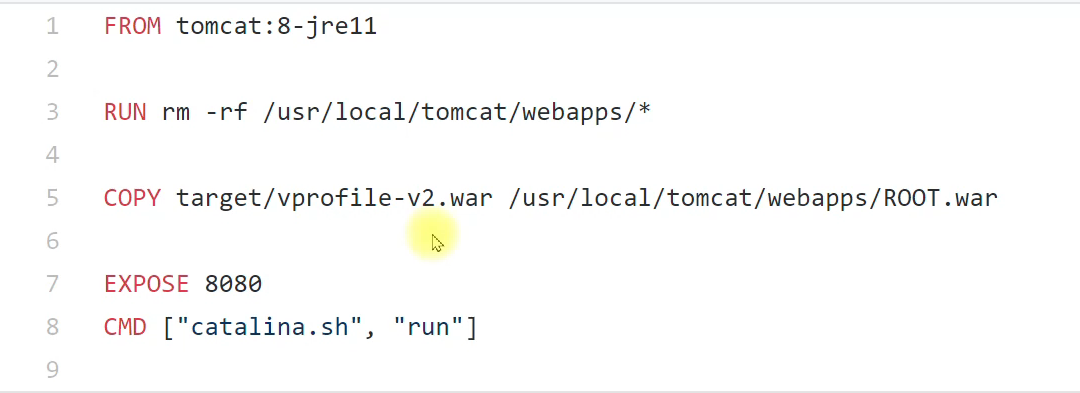 1 FROM tomcat:8-jre11
2
3 RUN rm -rf /usr/local/tomcat/webapps/*
4
5 COPY target/vprofile-v2.war /usr/local/tomcat/webapps/ROOT.war
6
7 EXPOSE 8080
8 CMD ["catalina.sh", "run"]
9